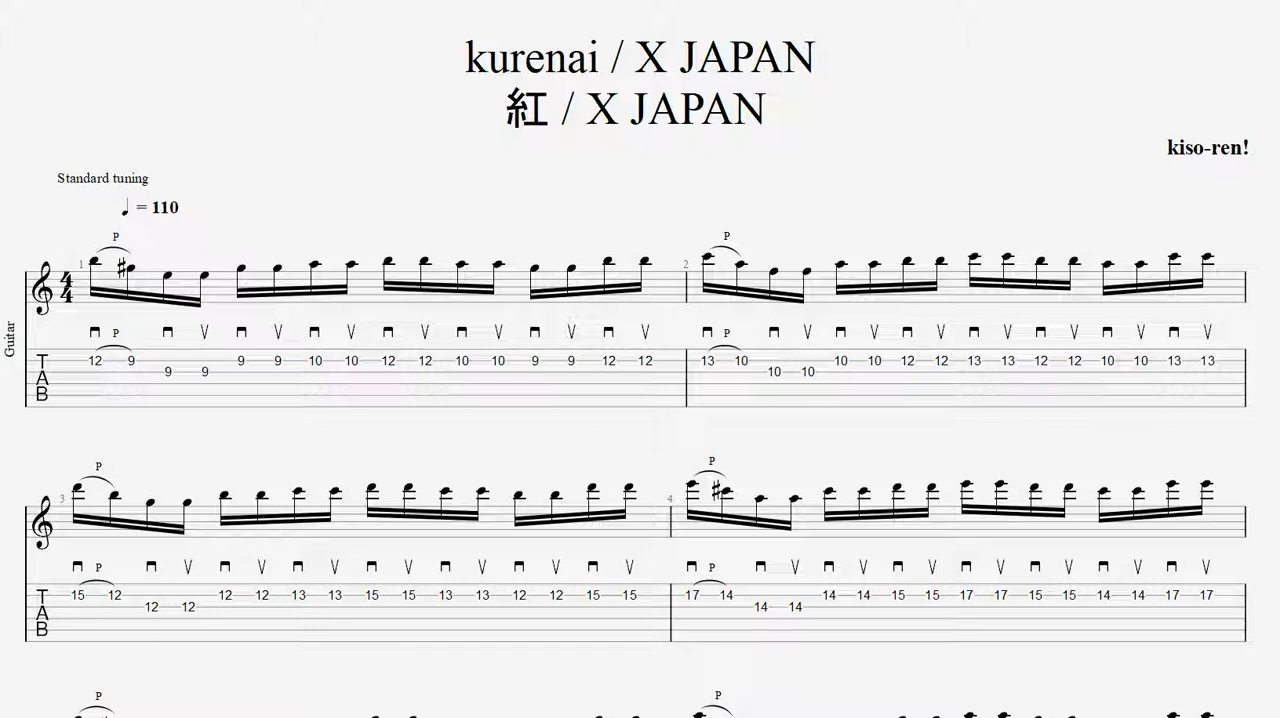 kurenai / X JAPAN
紅 / X JAPAN
kiso-ren!
Standard tuning
♩ = 110
P P
1 2
4/4
Guitar
P P
T A B
12 9 9 9 9 9 10 10 12 12 10 10 9 9 12 12 13 10 10 10 10 10 12 12 13 13 12 12 10 10 13 13
P P
3 4
P P
T A B
15 12 12 12 12 12 13 13 15 15 13 13 12 12 15 15 17 14 14 14 14 14 15 15 17 17 15 15 14 14 17 17
P P